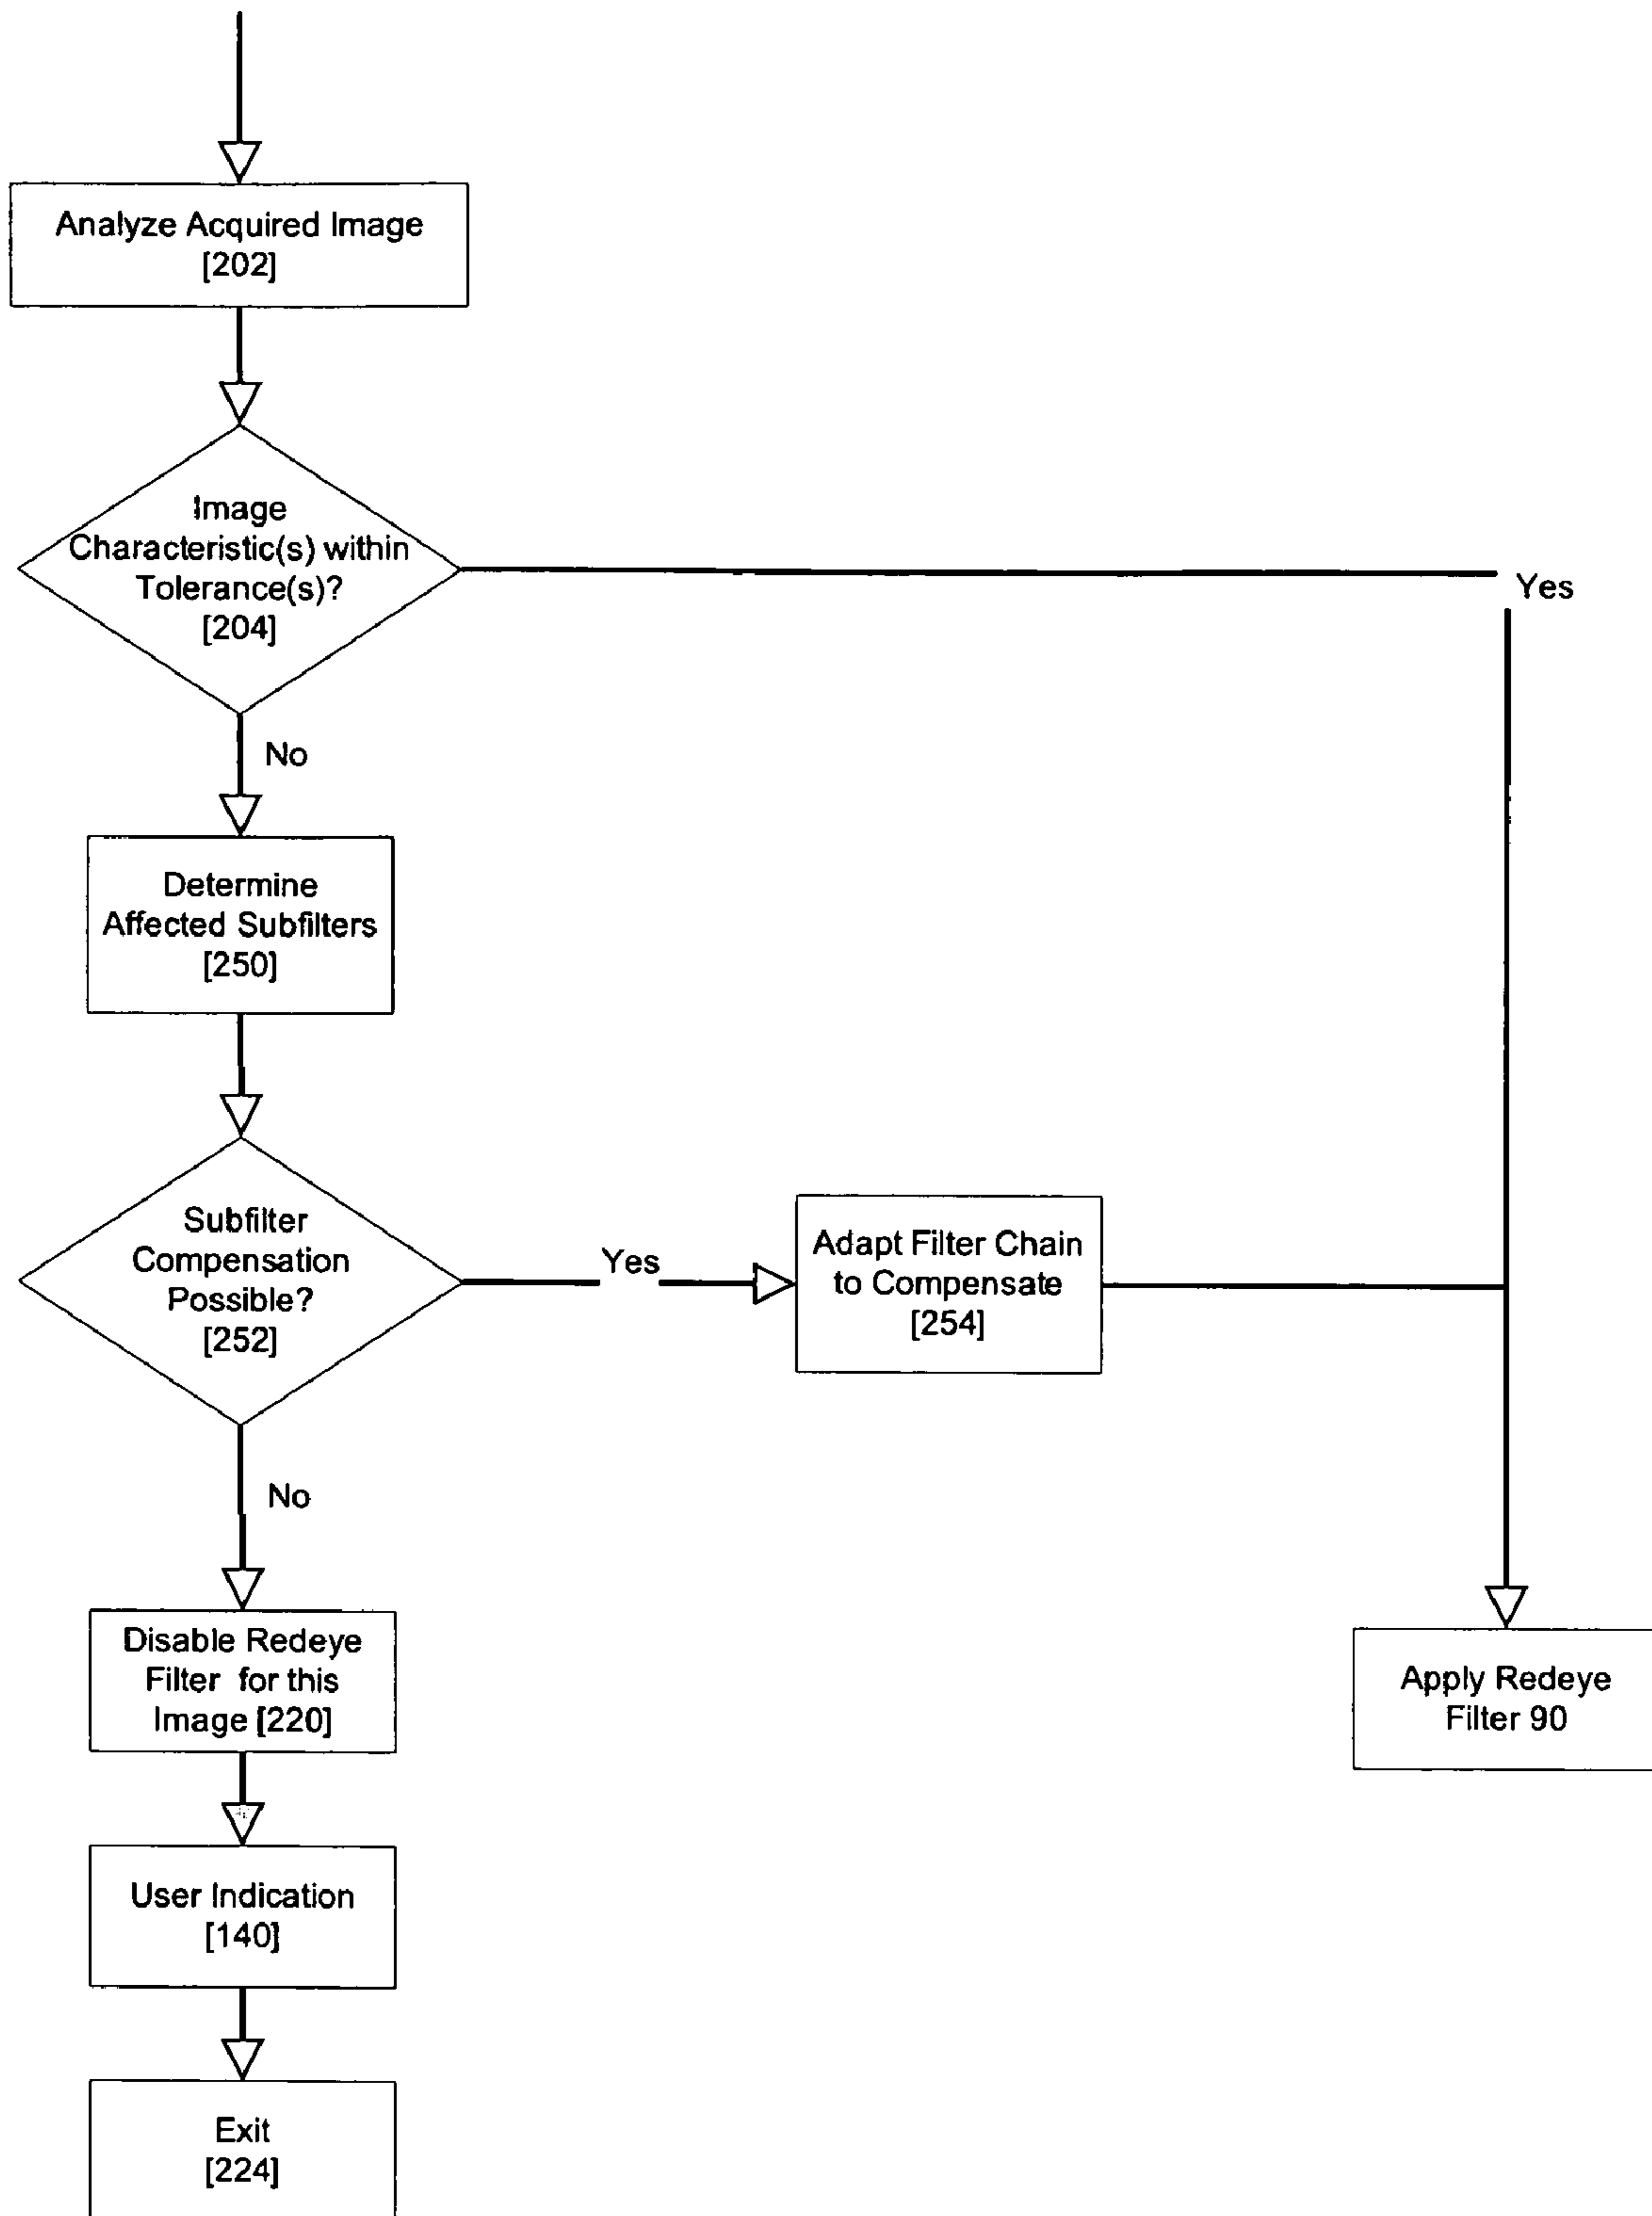 Analyze Acquired Image
[202]
Image
Characteristic(s) within
Tolerance(s)?
[204]
Yes
No
Determine
Affected Subfilters
[250]
Subfilter
Compensation
Possible?
[252]
Yes
Adapt Filter Chain
to Compensate
[254]
No
Disable Redeye
Filter for this
Image [220]
Apply Redeye
Filter 90
User Indication
[140]
Exit
[224]